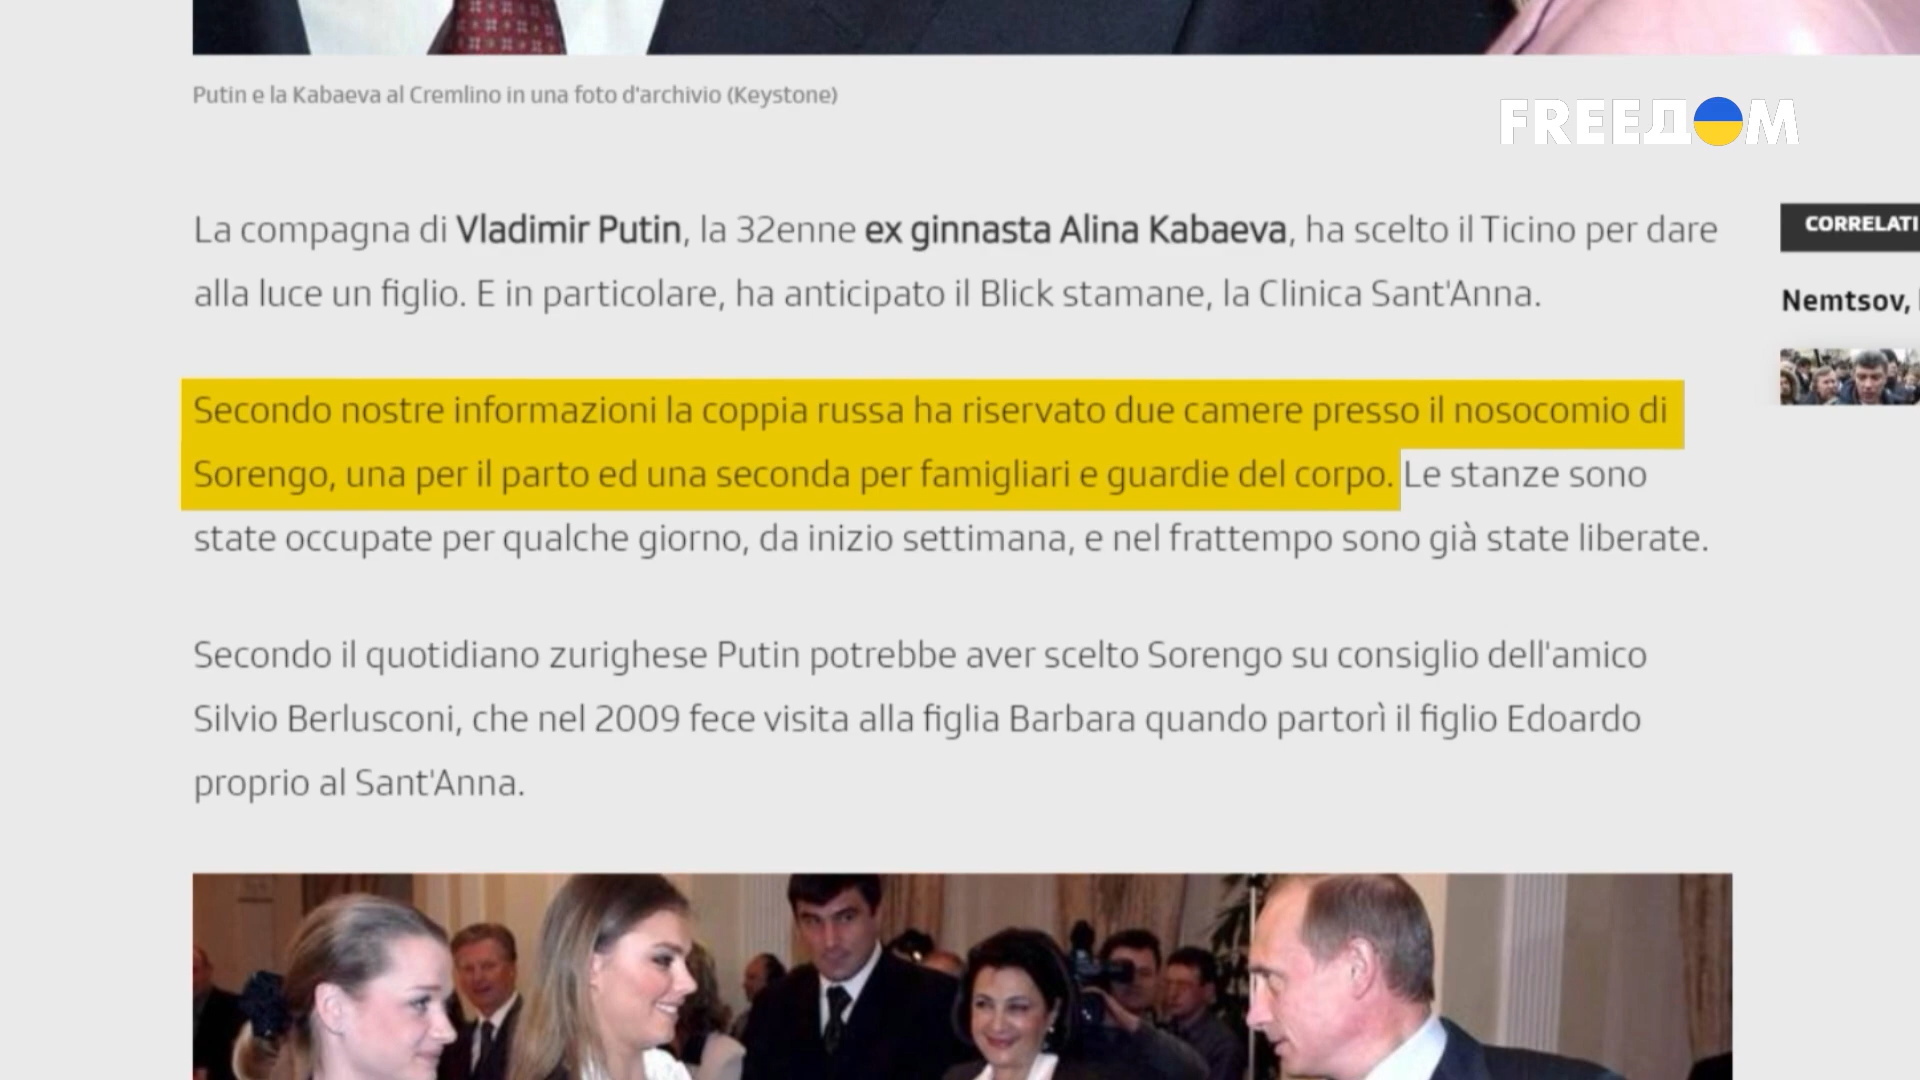 Putin e la Kabaeva al Cremlino in una foto d'archivio (Keystone)
FREEДOM
La compagna di Vladimir Putin, la 32enne ex ginnasta Alina Kabaeva, ha scelto il Ticino per dare
alla luce un figlio. E in particolare, ha anticipato il Blick stamane, la Clinica Sant'Anna.
Secondo nostre informazioni la coppia russa ha riservato due camere presso il nosocomio di
Sorengo, una per il parto ed una seconda per famigliari e guardie del corpo. Le stanze sono
state occupate per qualche giorno, da inizio settimana, e nel frattempo sono già state liberate.
Secondo il quotidiano zurighese Putin potrebbe aver scelto Sorengo su consiglio dell'amico
Silvio Berlusconi, che nel 2009 fece visita alla figlia Barbara quando partorì il figlio Edoardo
proprio al Sant'Anna.
CORRELATI
Nemtsov,